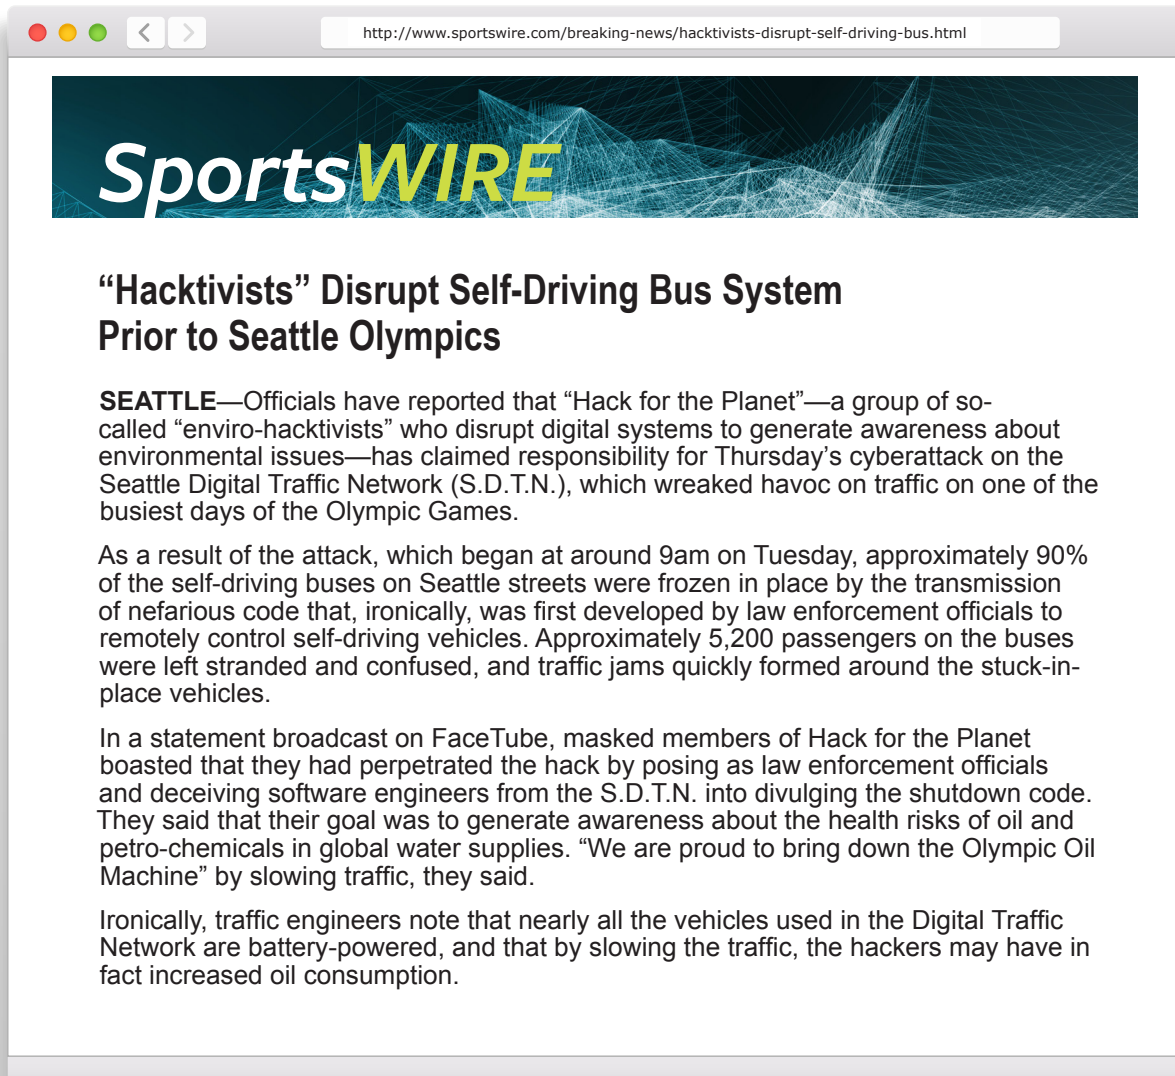 http://www.sportswire.com/breaking-news/hacktivists-disrupt-self-driving-bus.html
SportsWIRE
“Hacktivists” Disrupt Self-Driving Bus System
Prior to Seattle Olympics
SEATTLE—Officials have reported that “Hack for the Planet”—a group of so-
called “enviro-hacktivists” who disrupt digital systems to generate awareness about
environmental issues—has claimed responsibility for Thursday’s cyberattack on the
Seattle Digital Traffic Network (S.D.T.N.), which wreaked havoc on traffic on one of the
busiest days of the Olympic Games.
As a result of the attack, which began at around 9am on Tuesday, approximately 90%
of the self-driving buses on Seattle streets were frozen in place by the transmission
of nefarious code that, ironically, was first developed by law enforcement officials to
remotely control self-driving vehicles. Approximately 5,200 passengers on the buses
were left stranded and confused, and traffic jams quickly formed around the stuck-in-
place vehicles.
In a statement broadcast on FaceTube, masked members of Hack for the Planet
boasted that they had perpetrated the hack by posing as law enforcement officials
and deceiving software engineers from the S.D.T.N. into divulging the shutdown code.
They said that their goal was to generate awareness about the health risks of oil and
petro-chemicals in global water supplies. “We are proud to bring down the Olympic Oil
Machine” by slowing traffic, they said.
Ironically, traffic engineers note that nearly all the vehicles used in the Digital Traffic
Network are battery-powered, and that by slowing the traffic, the hackers may have in
fact increased oil consumption.